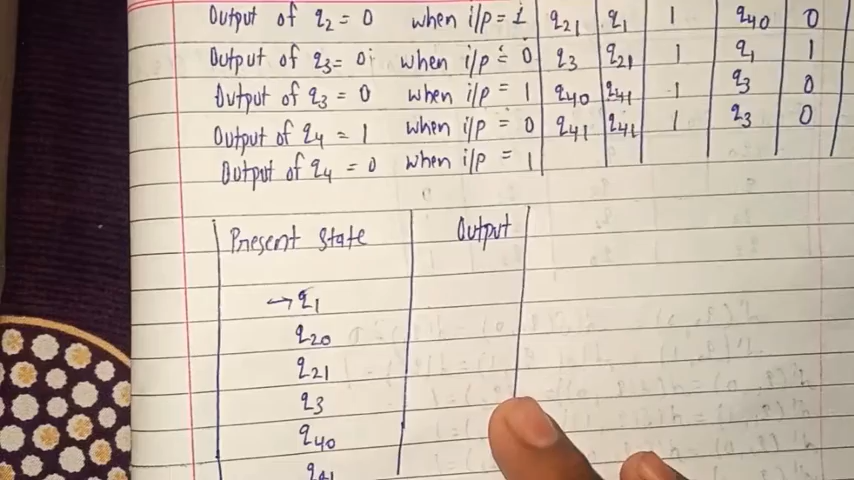 Output of q2 = 0 when i/p = 1 q21 q1 1 q40 0
Output of q3 = 0 when i/p = 0 q3 q21 1 q1 1
Output of q3 = 0 when i/p = 1 q40 q41 1 q3 0
Output of q4 = 1 when i/p = 0 q41 q41 1 q3 0
Output of q4 = 0 when i/p = 1
Present state Output
→q1
q20
q21
q3
q40
q41